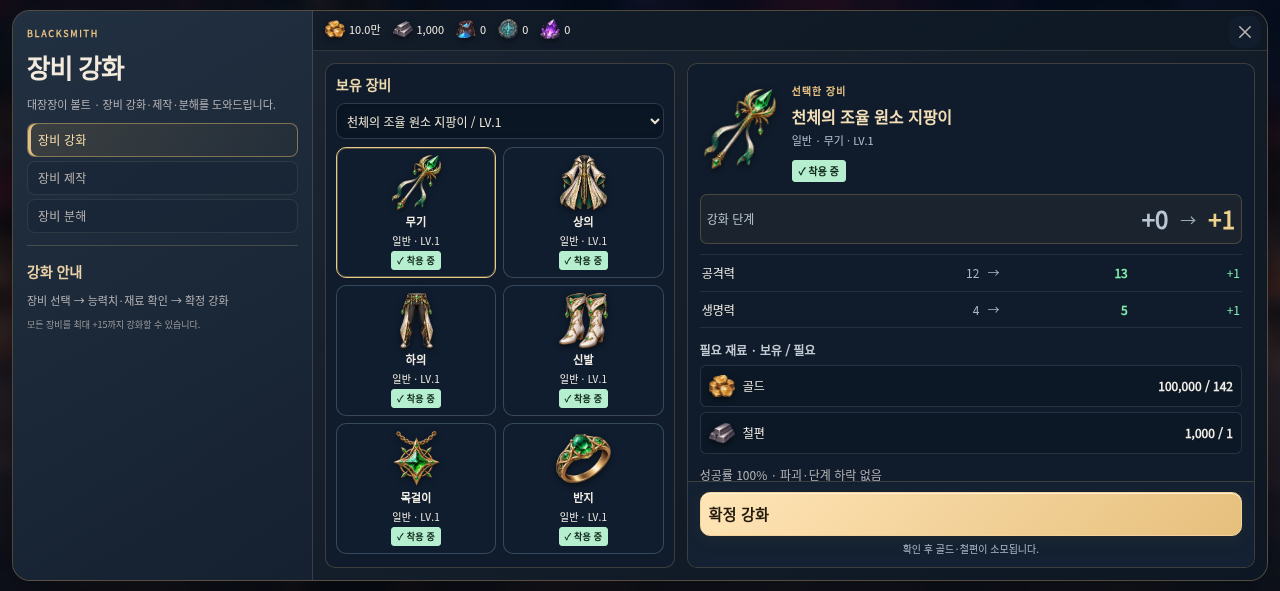 BLACKSMITH
장비 강화
대장장이 볼트 · 장비 강화·제작·분해를 도와드립니다.
장비 강화
장비 제작
장비 분해
강화 안내
장비 선택 → 능력치·재료 확인 → 확정 강화
모든 장비를 최대 +15까지 강화할 수 있습니다.
10.0만 1,000 0 0 0
보유 장비
천체의 조율 원소 지팡이 / LV.1
무기
일반 · LV.1
✓ 착용 중
상의
일반 · LV.1
✓ 착용 중
하의
일반 · LV.1
✓ 착용 중
신발
일반 · LV.1
✓ 착용 중
목걸이
일반 · LV.1
✓ 착용 중
반지
일반 · LV.1
✓ 착용 중
선택한 장비
천체의 조율 원소 지팡이
일반 · 무기 · LV.1
✓ 착용 중
강화 단계 +0 → +1
공격력 12 → 13 +1
생명력 4 → 5 +1
필요 재료 · 보유 / 필요
골드 100,000 / 142
철편 1,000 / 1
성공률 100% · 파괴·단계 하락 없음
확정 강화
확인 후 골드·철편이 소모됩니다.